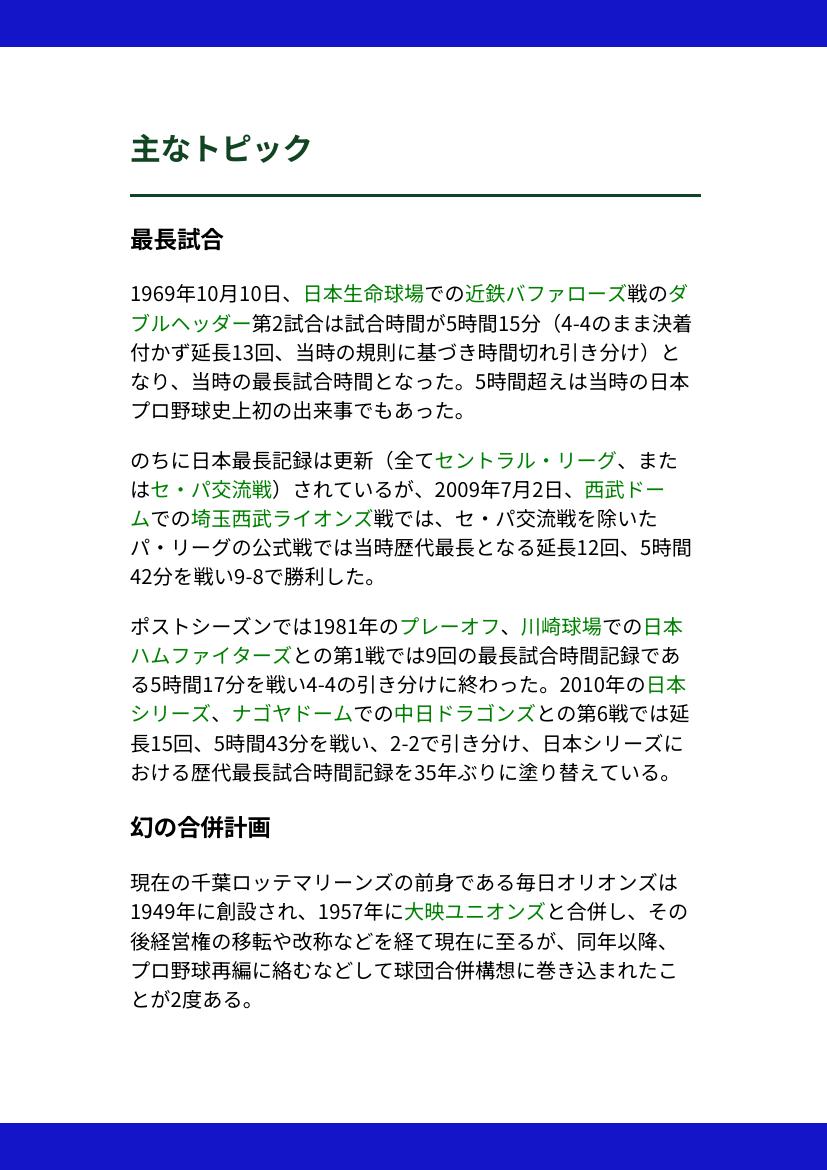 主なトピック
最長試合
1969年10月10日、日本生命球場での近鉄バファローズ戦のダ
ブルヘッダー第2試合は試合時間が5時間15分（4-4のまま決着
付かず延長13回、当時の規則に基づき時間切れ引き分け）と
なり、当時の最長試合時間となった。5時間超えは当時の日本
プロ野球史上初の出来事でもあった。
のちに日本最長記録は更新（全てセントラル・リーグ、また
はセ・パ交流戦）されているが、2009年7月2日、西武ドー
ムでの埼玉西武ライオンズ戦では、セ・パ交流戦を除いた
パ・リーグの公式戦では当時歴代最長となる延長12回、5時間
42分を戦い9-8で勝利した。
ポストシーズンでは1981年のプレーオフ、川崎球場での日本
ハムファイターズとの第1戦では9回の最長試合時間記録であ
る5時間17分を戦い4-4の引き分けに終わった。2010年の日本
シリーズ、ナゴヤドームでの中日ドラゴンズとの第6戦では延
長15回、5時間43分を戦い、2-2で引き分け、日本シリーズに
おける歴代最長試合時間記録を35年ぶりに塗り替えている。
幻の合併計画
現在の千葉ロッテマリーンズの前身である毎日オリオンズは
1949年に創設され、1957年に大映ユニオンズと合併し、その
後経営権の移転や改称などを経て現在に至るが、同年以降、
プロ野球再編に絡むなどして球団合併構想に巻き込まれたこ
とが2度ある。